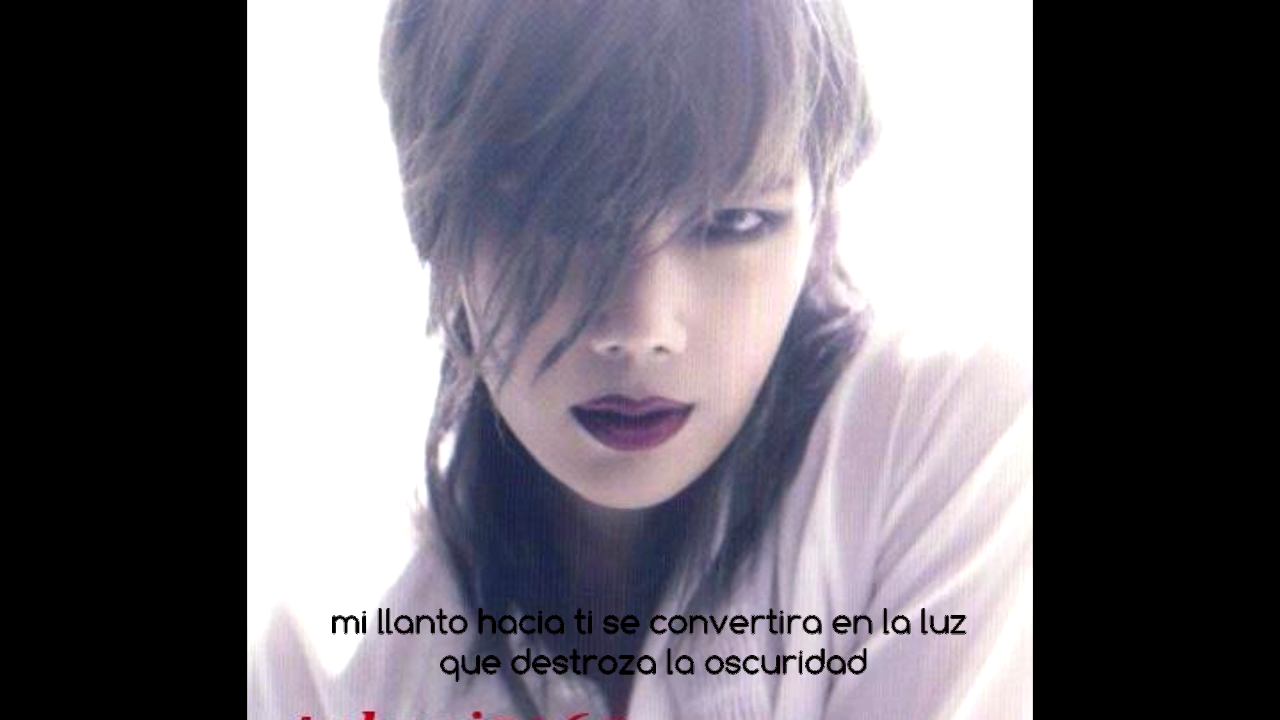 mi llanto hacia ti se convertira en la luz
que destroza la oscuridad